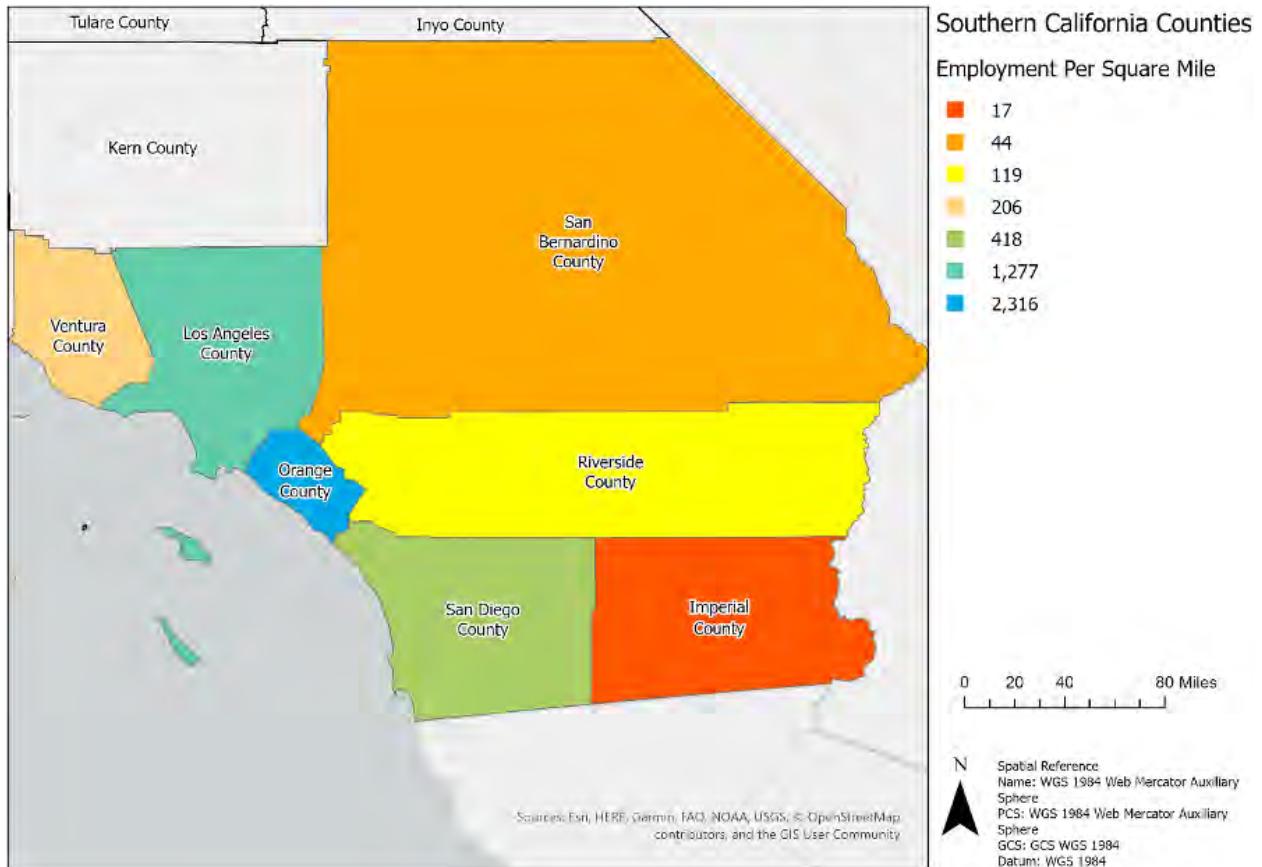 Tulare County
Inyo County
Southern California Counties
Employment Per Square Mile
17
44
119
206
418
1,277
2,316
Kern County
San
Bernardino
County
Ventura
County
Los Angeles
County
Orange
County
Riverside
County
San Diego
County
Imperial
County
0 20 40 80 Miles
N
Spatial Reference
Name: WGS 1984 Web Mercator Auxiliary
Sphere
PCS: WGS 1984 Web Mercator Auxiliary
Sphere
GCS: GCS WGS 1984
Datum: WGS 1984
Sources: Esri, HERE, Garmin, FAO, NOAA, USGS, © OpenStreetMap
contributors, and the GIS User Community